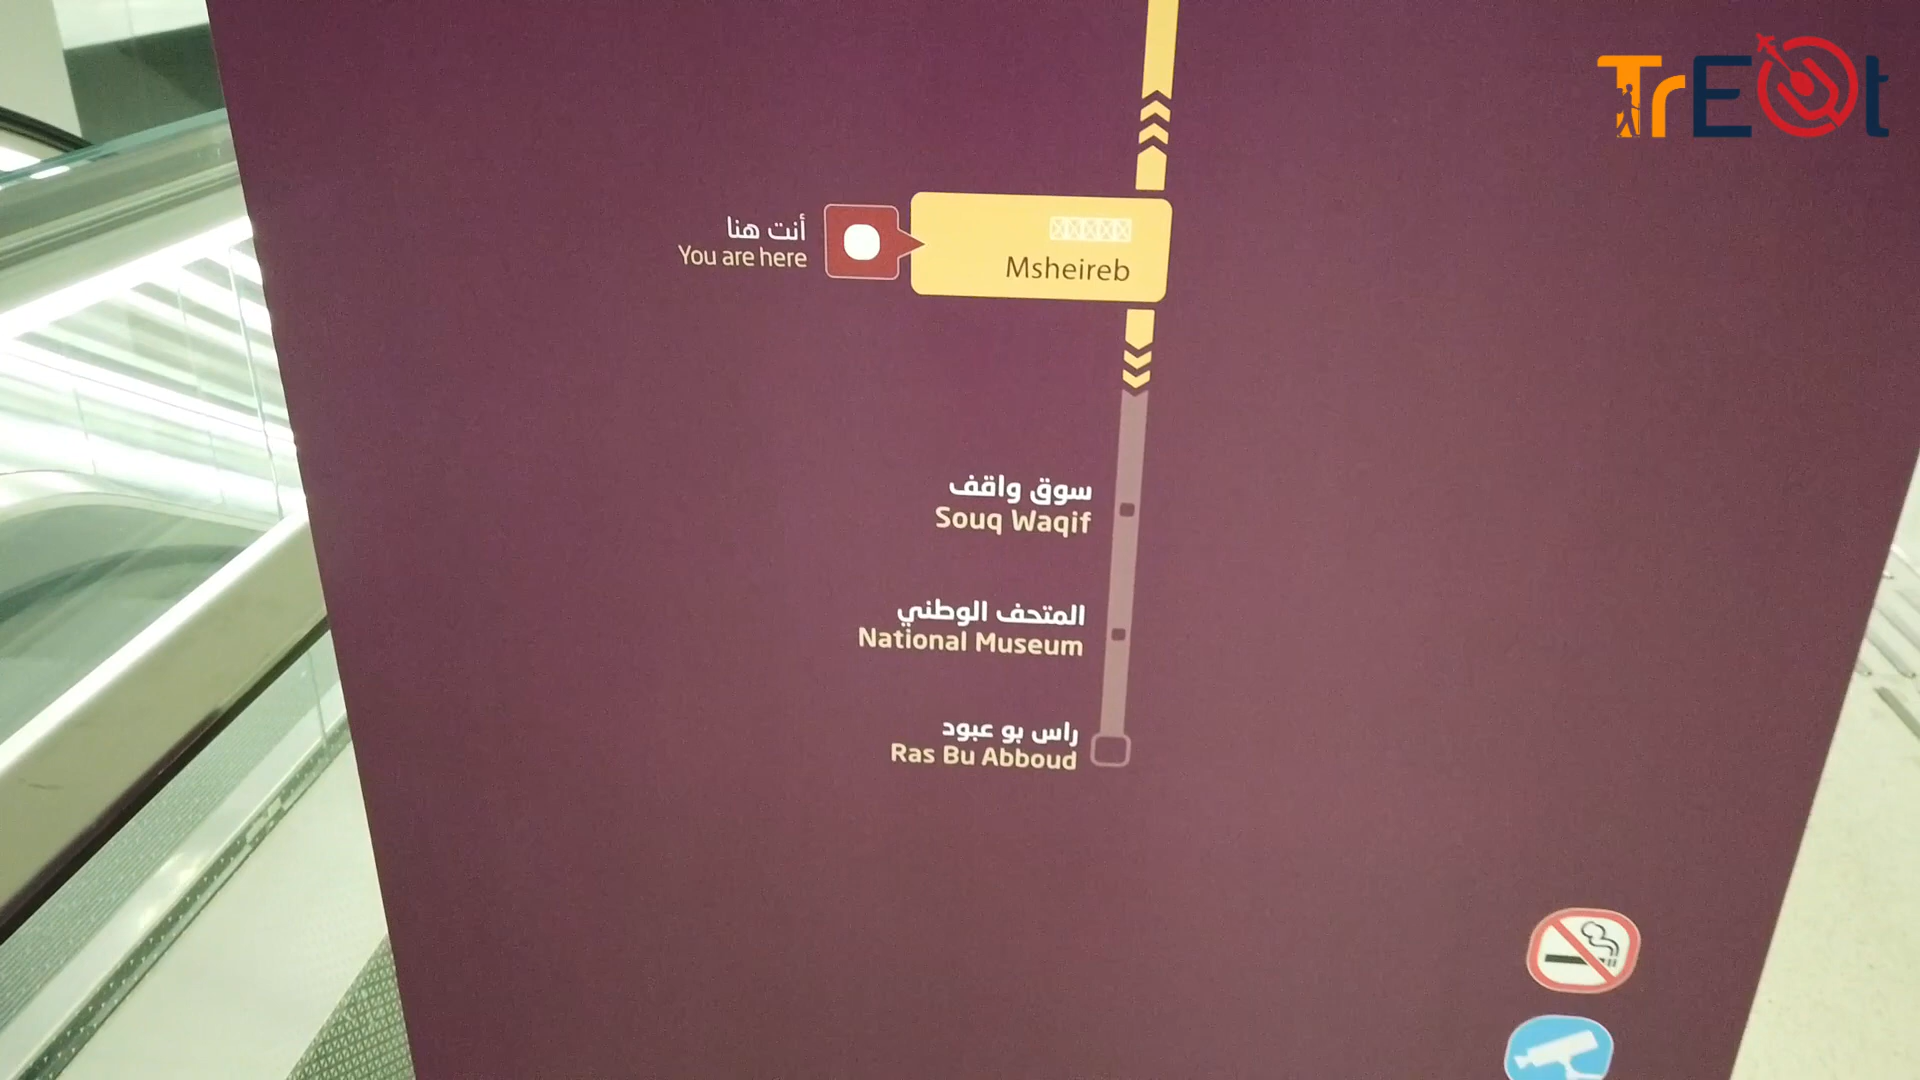 TrEat
أنت هنا
You are here
Msheireb
سوق واقف
Souq Waqif
المتحف الوطني
National Museum
راس بو عبود
Ras Bu Abboud